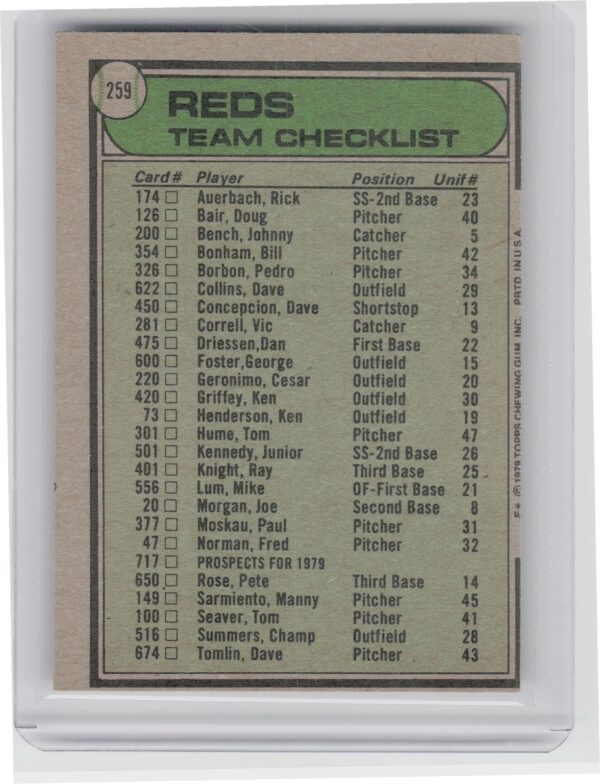 259
REDS
TEAM CHECKLIST
Card# Player Position Unif#
174 □ Auerbach, Rick SS-2nd Base 23
126 □ Bair, Doug Pitcher 40
200 □ Bench, Johnny Catcher 5
354 □ Bonham, Bill Pitcher 42
326 □ Borbon, Pedro Pitcher 34
622 □ Collins, Dave Outfield 29
450 □ Concepcion, Dave Shortstop 13
281 □ Correll, Vic Catcher 9
475 □ Driessen,Dan First Base 22
600 □ Foster,George Outfield 15
220 □ Geronimo, Cesar Outfield 20
420 □ Griffey, Ken Outfield 30
73 □ Henderson, Ken Outfield 19
301 □ Hume, Tom Pitcher 47
501 □ Kennedy, Junior SS-2nd Base 26
401 □ Knight, Ray Third Base 25
556 □ Lum, Mike OF-First Base 21
20 □ Morgan, Joe Second Base 8
377 □ Moskau, Paul Pitcher 31
47 □ Norman, Fred Pitcher 32
717 □ PROSPECTS FOR 1979
650 □ Rose, Pete Third Base 14
149 □ Sarmiento, Manny Pitcher 45
100 □ Seaver, Tom Pitcher 41
516 □ Summers, Champ Outfield 28
674 □ Tomlin, Dave Pitcher 43
F* © 1979 TOPPS CHEWING GUM INC. PRTD IN U.S.A.